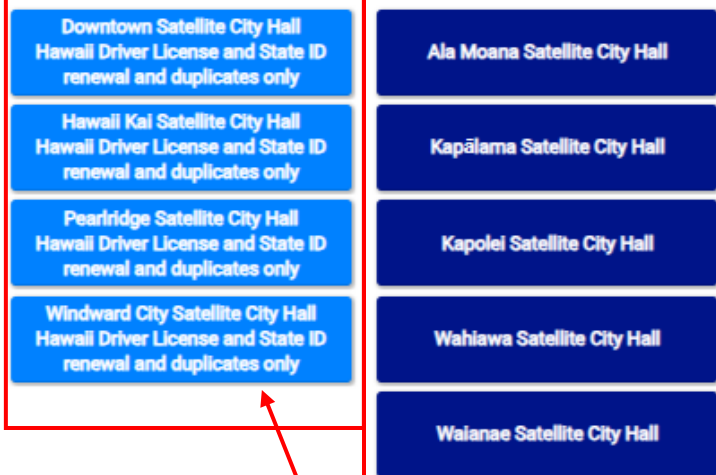 Downtown Satellite City Hall
Hawaii Driver License and State ID
renewal and duplicates only
Hawaii Kai Satellite City Hall
Hawaii Driver License and State ID
renewal and duplicates only
Pearlridge Satellite City Hall
Hawaii Driver License and State ID
renewal and duplicates only
Windward City Satellite City Hall
Hawaii Driver License and State ID
renewal and duplicates only
Ala Moana Satellite City Hall
Kapālama Satellite City Hall
Kapolei Satellite City Hall
Wahiawa Satellite City Hall
Waianae Satellite City Hall